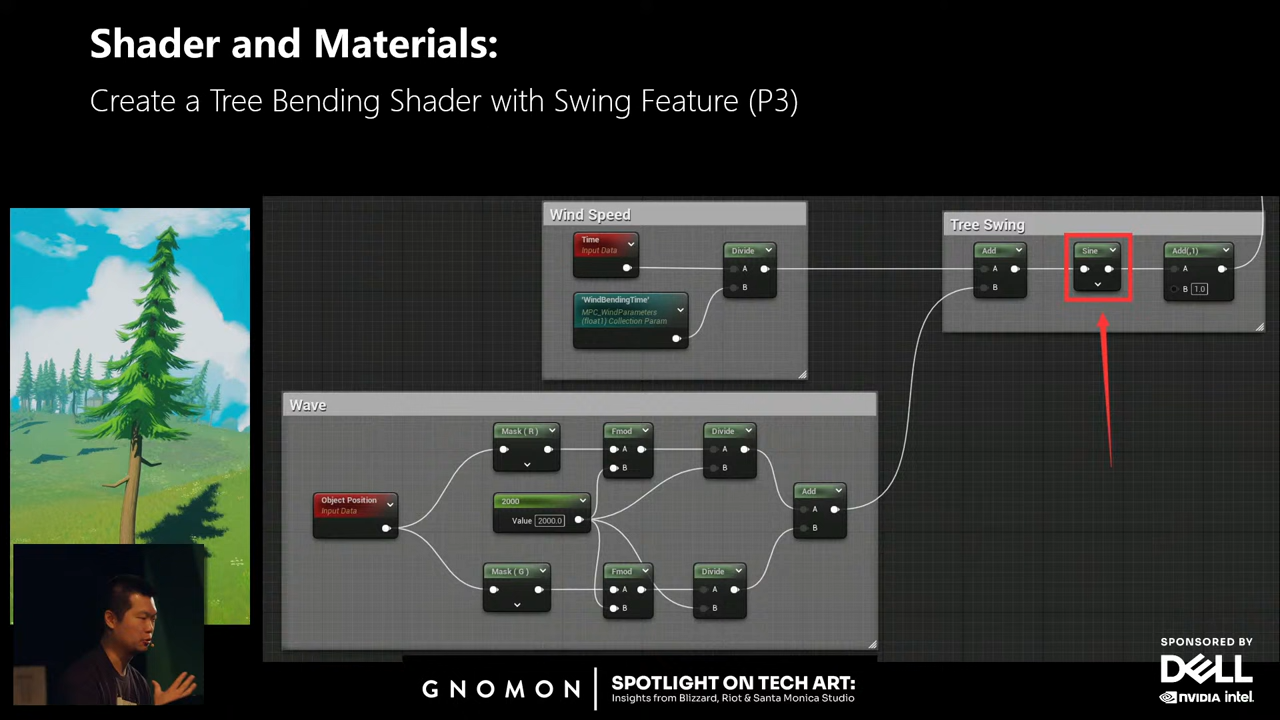 Shader and Materials:
Create a Tree Bending Shader with Swing Feature (P3)
Wind Speed
Time
Input Data
Divide
A
B
'WindBendingTime'
MPC_WindParameters
(float1) Collection Param
Tree Swing
Add
A
B
Sine
Add(,1)
A
B 1.0
Wave
Object Position
Input Data
Mask ( R )
Fmod
A
B
Divide
A
B
2000
Value 2000.0
Add
A
B
Mask ( G )
Fmod
A
B
Divide
A
B
GNOMON
SPOTLIGHT ON TECH ART:
Insights from Blizzard, Riot & Santa Monica Studio
SPONSORED BY
DELL
NVIDIA intel.